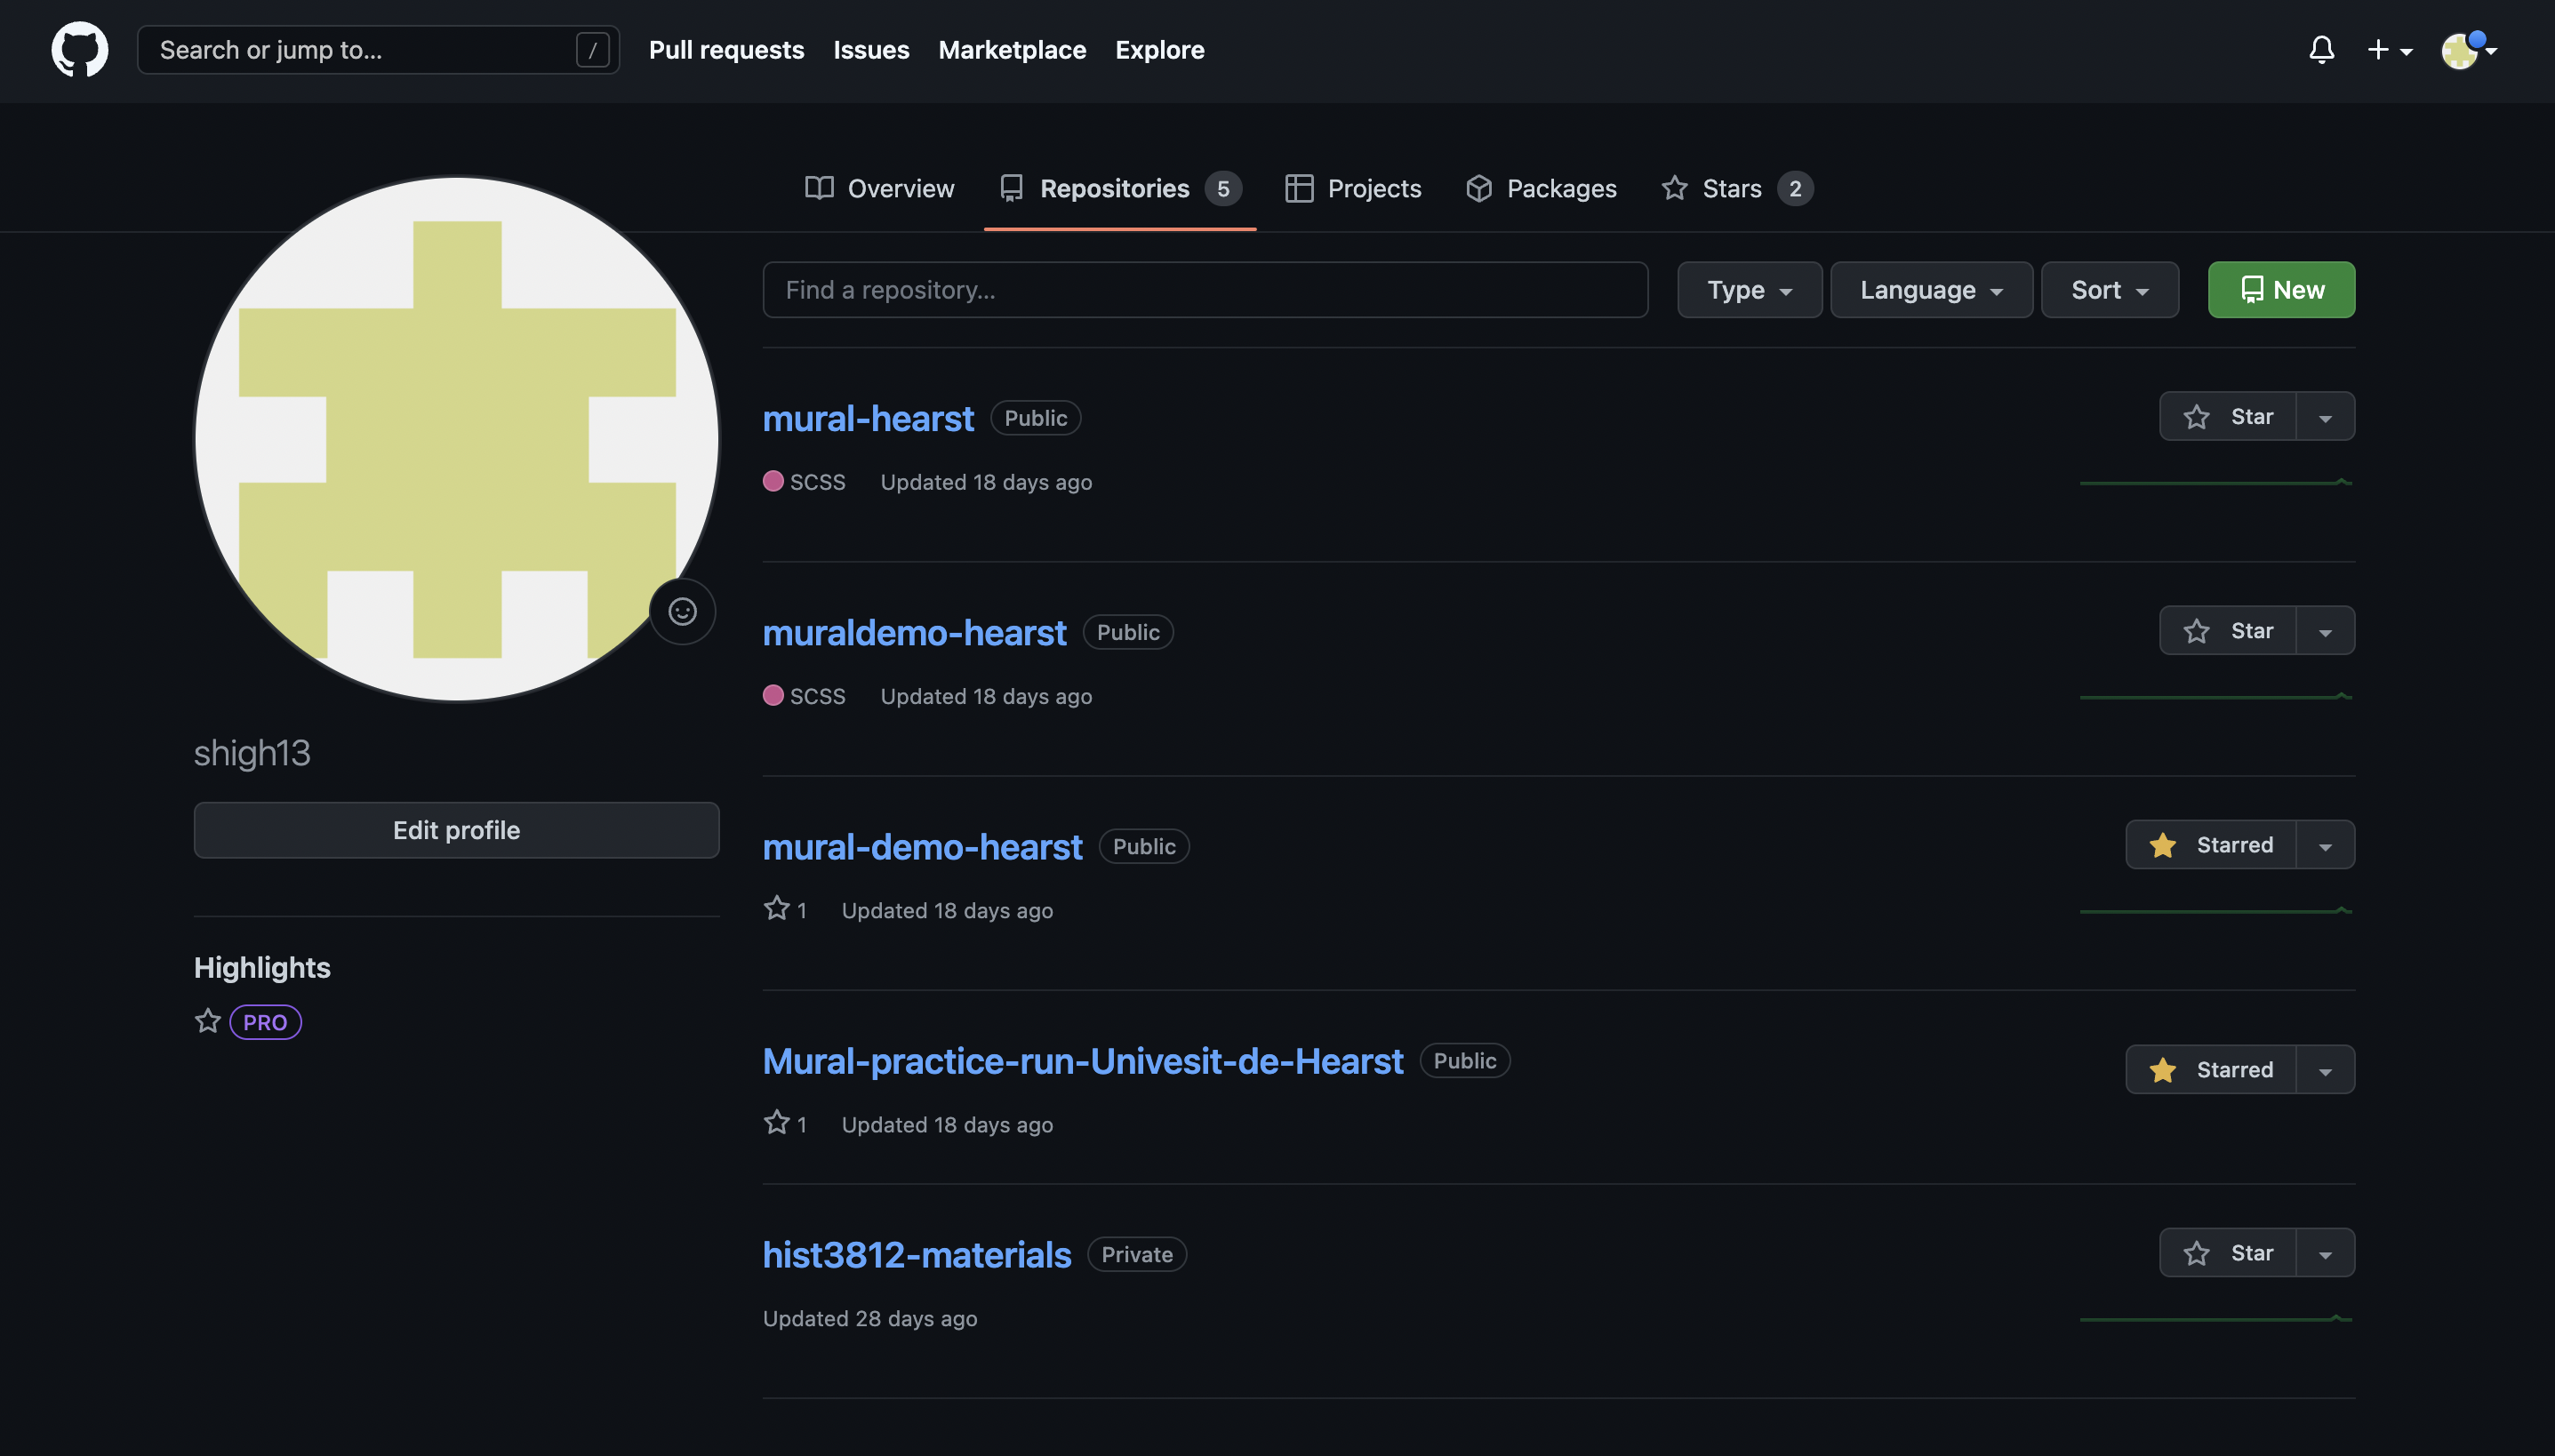 Search or jump to... / Pull requests Issues Marketplace Explore
Overview Repositories 5 Projects Packages Stars 2
Find a repository... Type Language Sort New
mural-hearst Public Star
SCSS Updated 18 days ago
muraldemo-hearst Public Star
SCSS Updated 18 days ago
shigh13
Edit profile
mural-demo-hearst Public Starred
1 Updated 18 days ago
Highlights
PRO
Mural-practice-run-Univesit-de-Hearst Public Starred
1 Updated 18 days ago
hist3812-materials Private Star
Updated 28 days ago